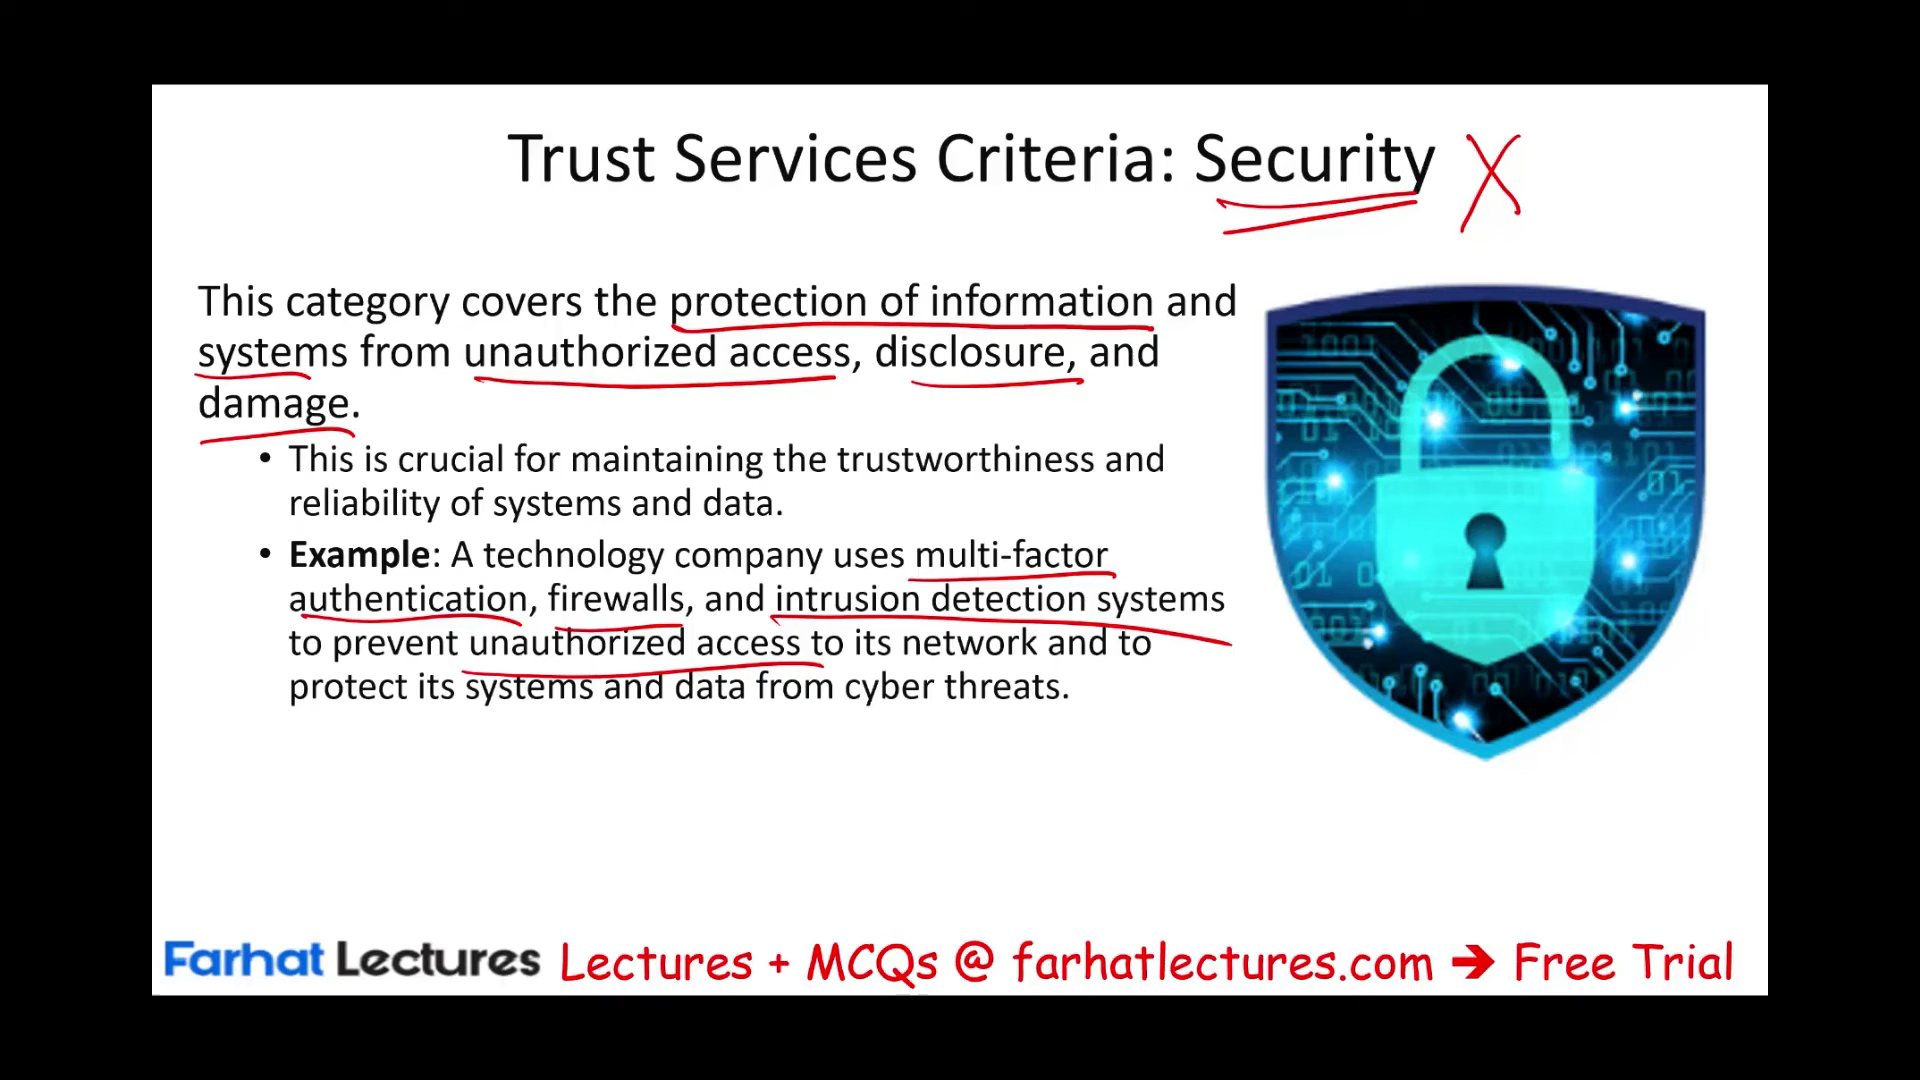 Trust Services Criteria: Security X
This category covers the protection of information and
systems from unauthorized access, disclosure, and
damage.
• This is crucial for maintaining the trustworthiness and
reliability of systems and data.
• Example: A technology company uses multi-factor
authentication, firewalls, and intrusion detection systems
to prevent unauthorized access to its network and to
protect its systems and data from cyber threats.
Farhat Lectures Lectures + MCQs @ farhatlectures.com → Free Trial